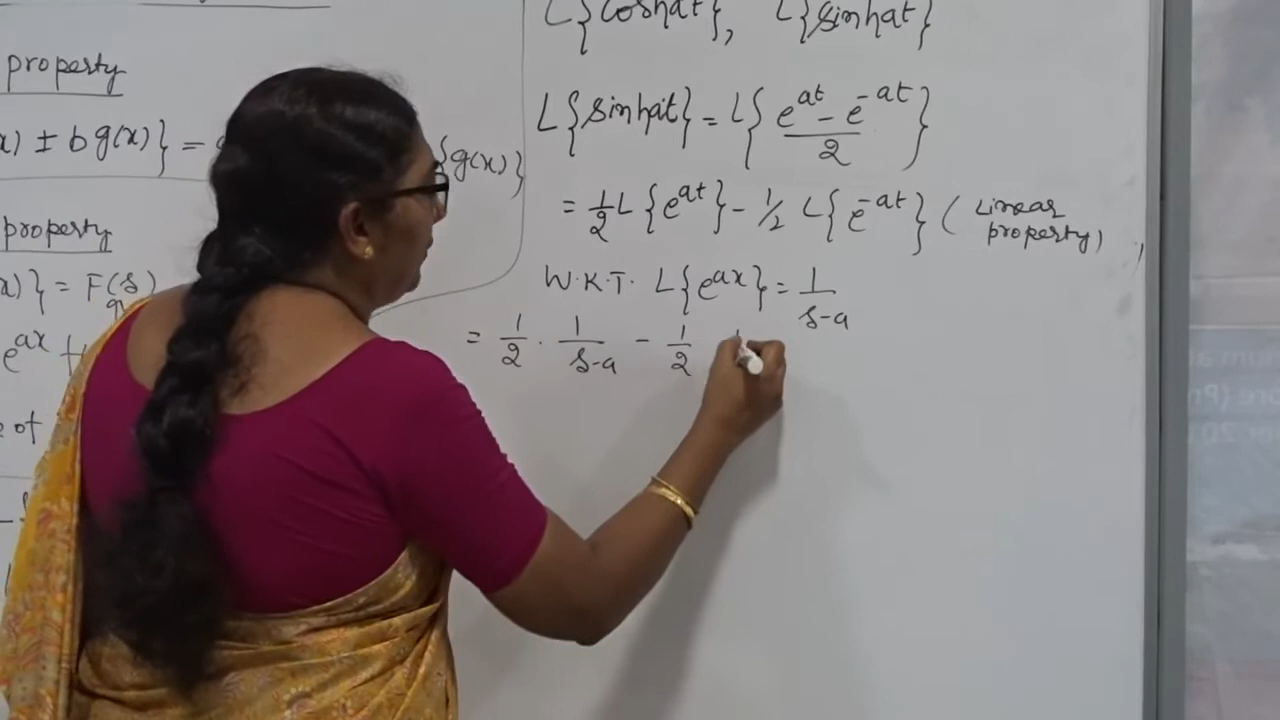 property
x) ± b g(x)} =
{g(x)}
property
x)} = F(s)
e^ax
of
L{coshat}, L{sinhat}
L{sinhat} = L{(e^at - e^-at)/2}
= 1/2 L{e^at} - 1/2 L{e^-at} (Linear
property)
W.K.T. L{e^ax} = 1/(s-a)
= 1/2 . 1/(s-a) - 1/2